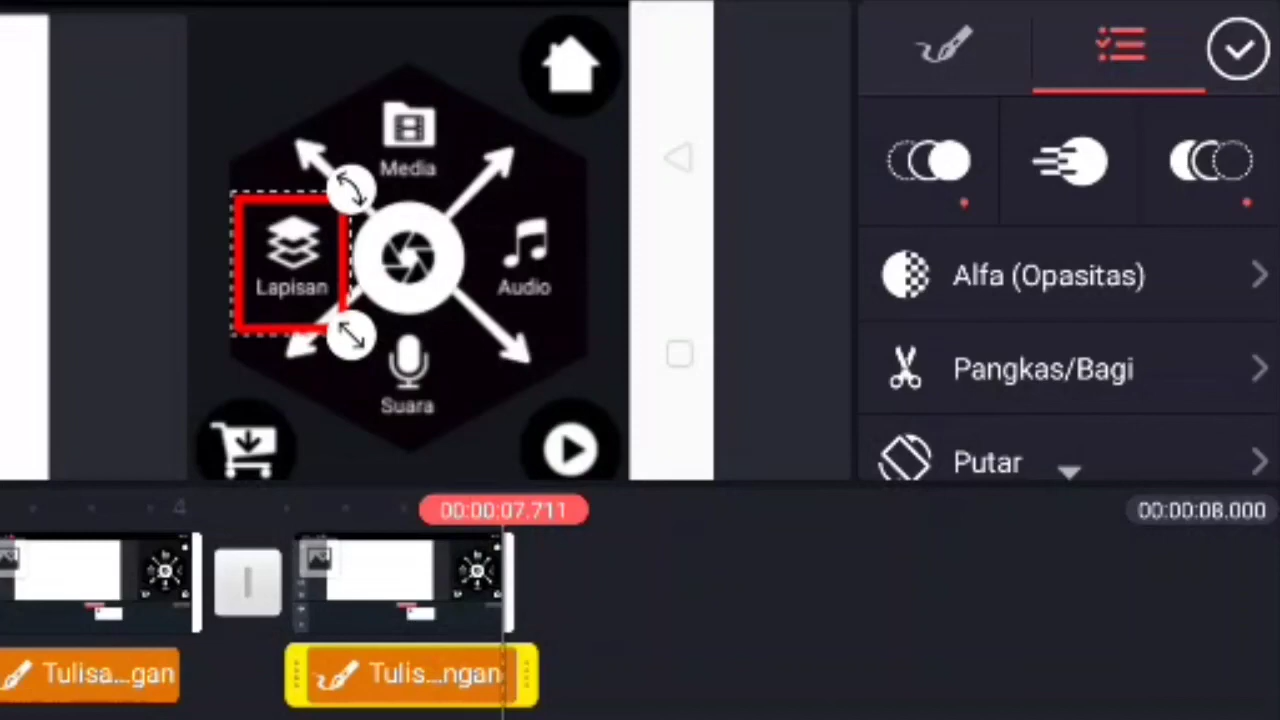 Media
Lapisan
Audio
Suara
Alfa (Opasitas)
Pangkas/Bagi
Putar
4
00:00:07.711
00:00:08.000
Tulisa...gan
Tulis...ngan